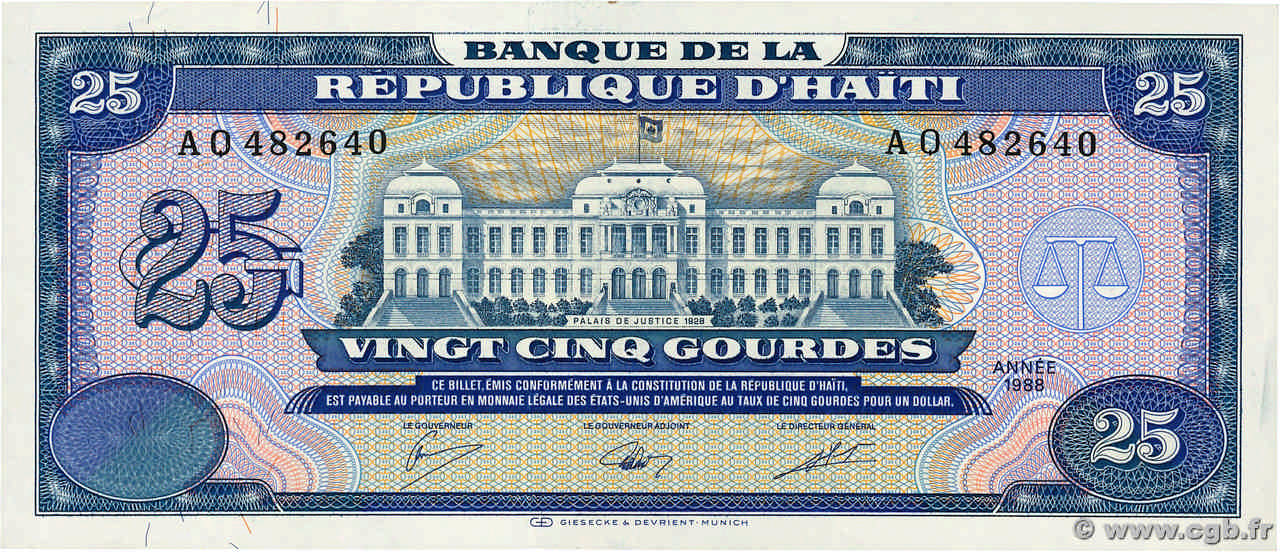 BANQUE DE LA
25 RÉPUBLIQUE D'HAÏTI 25
AQ 482640 AQ 482640
25
PALAIS DE JUSTICE 1928
VINGT CINQ GOURDES
ANNÉE
1988
CE BILLET, ÉMIS CONFORMÉMENT À LA CONSTITUTION DE LA RÉPUBLIQUE D'HAÏTI,
EST PAYABLE AU PORTEUR EN MONNAIE LÉGALE DES ÉTATS-UNIS D'AMÉRIQUE AU TAUX DE CINQ GOURDES POUR UN DOLLAR.
LE GOUVERNEUR LE GOUVERNEUR ADJOINT LE DIRECTEUR GÉNÉRAL
25
GIESECKE & DEVRIENT·MUNICH
© www.cgb.fr